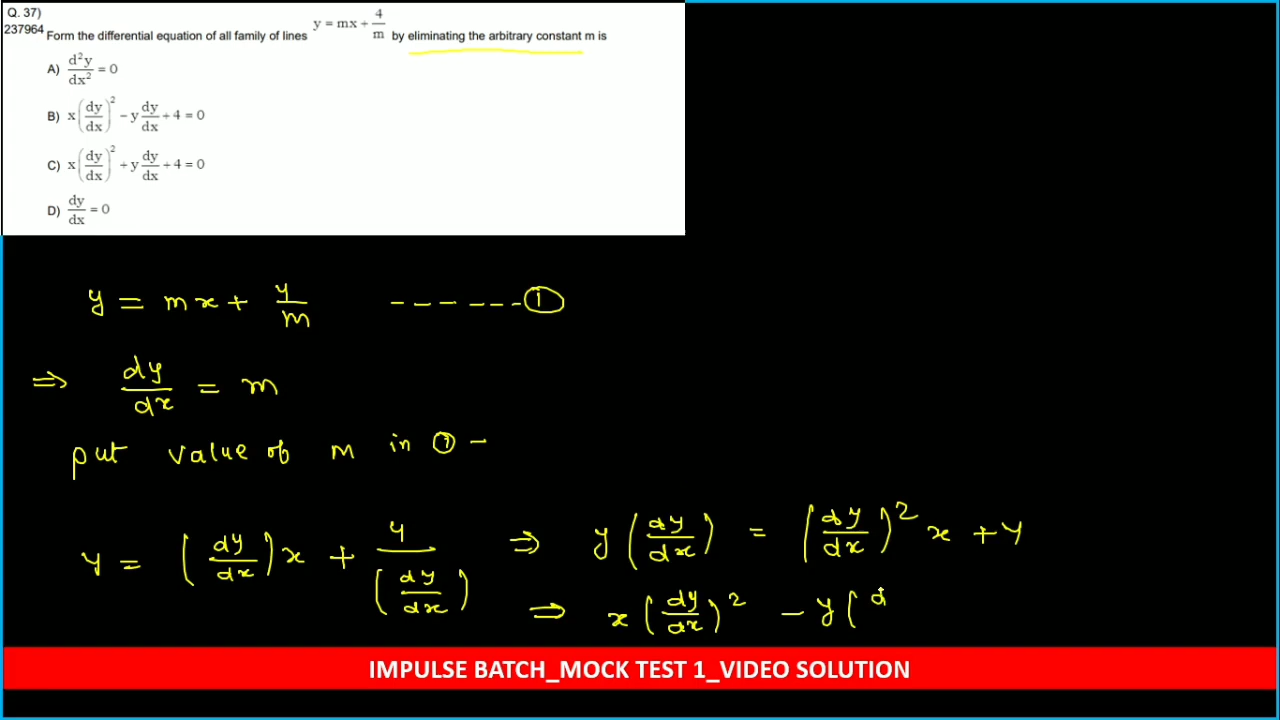 Q. 37)
237964 Form the differential equation of all family of lines y = mx + 4/m by eliminating the arbitrary constant m is
A) d²y/dx² = 0
B) x(dy/dx)² − y dy/dx + 4 = 0
C) x(dy/dx)² + y dy/dx + 4 = 0
D) dy/dx = 0
y = mx + 4/m ------①
⇒ dy/dx = m
put value of m in ① -
y = (dy/dx)x + 4/(dy/dx) ⇒ y(dy/dx) = (dy/dx)² x + 4
⇒ x(dy/dx)² − y( d
IMPULSE BATCH_MOCK TEST 1_VIDEO SOLUTION